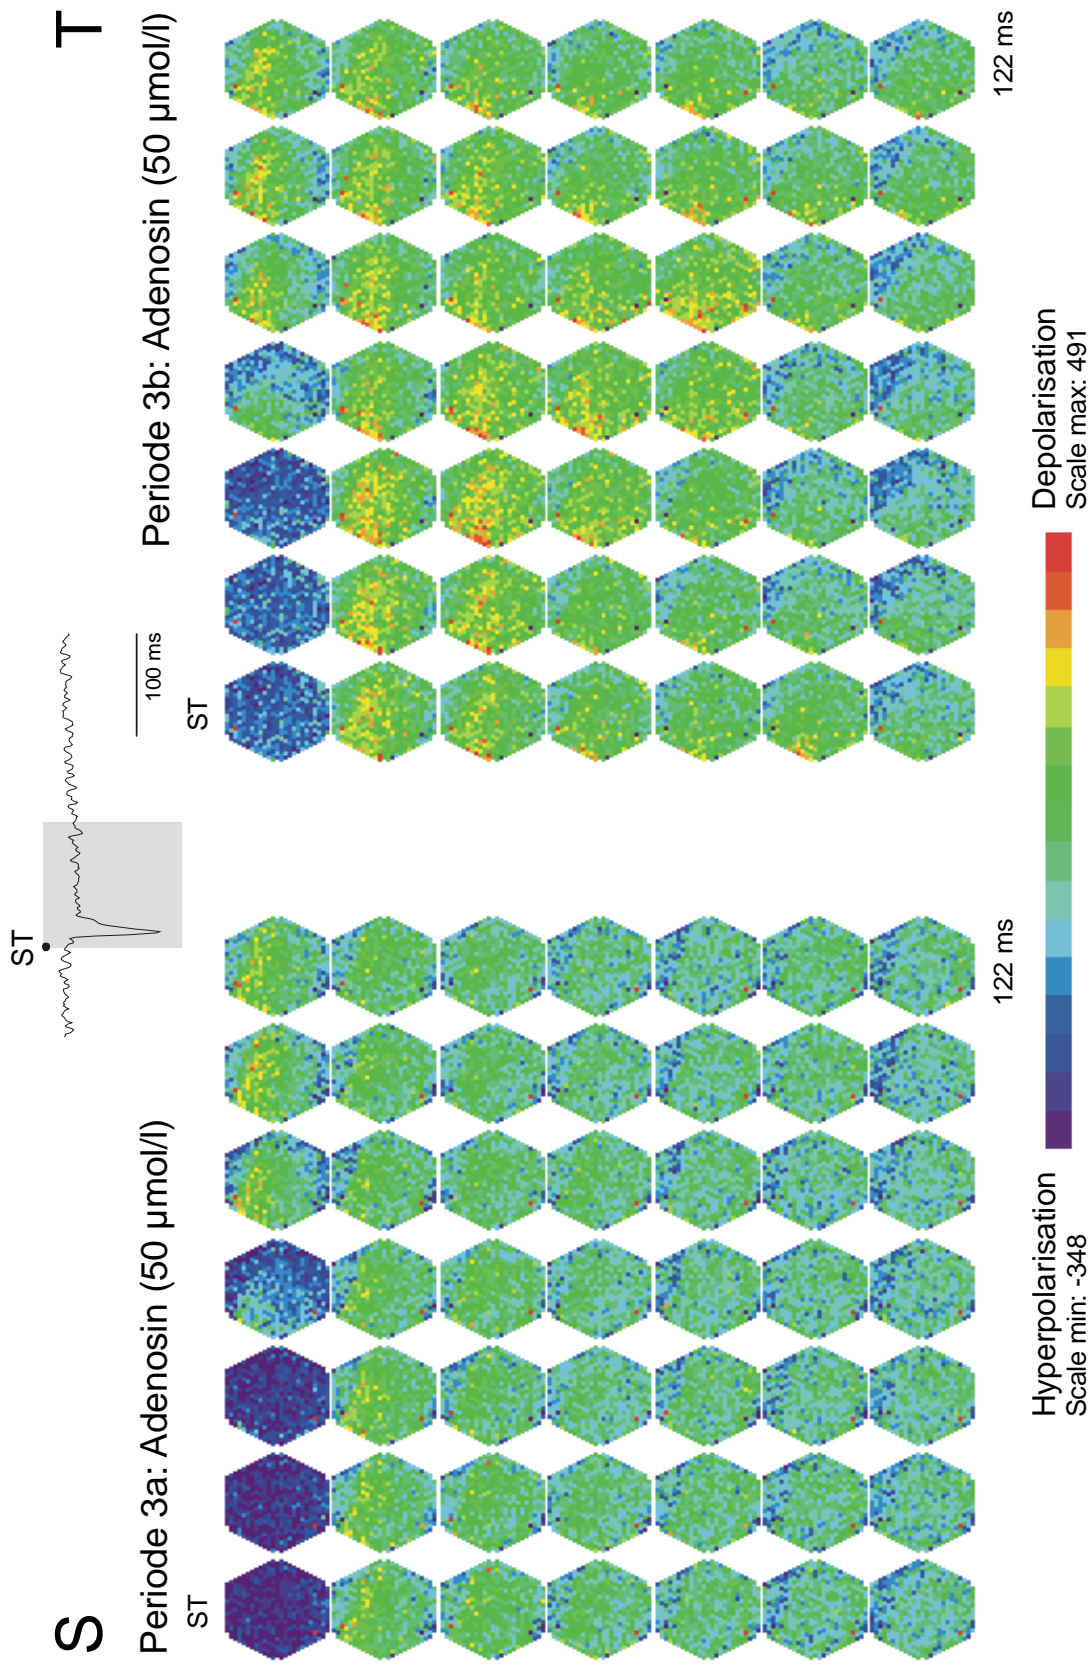 S
T
ST
100 ms
Periode 3a: Adenosin (50 µmol/l)
Periode 3b: Adenosin (50 µmol/l)
ST
ST
122 ms
122 ms
Hyperpolarisation
Scale min: -348
Depolarisation
Scale max: 491